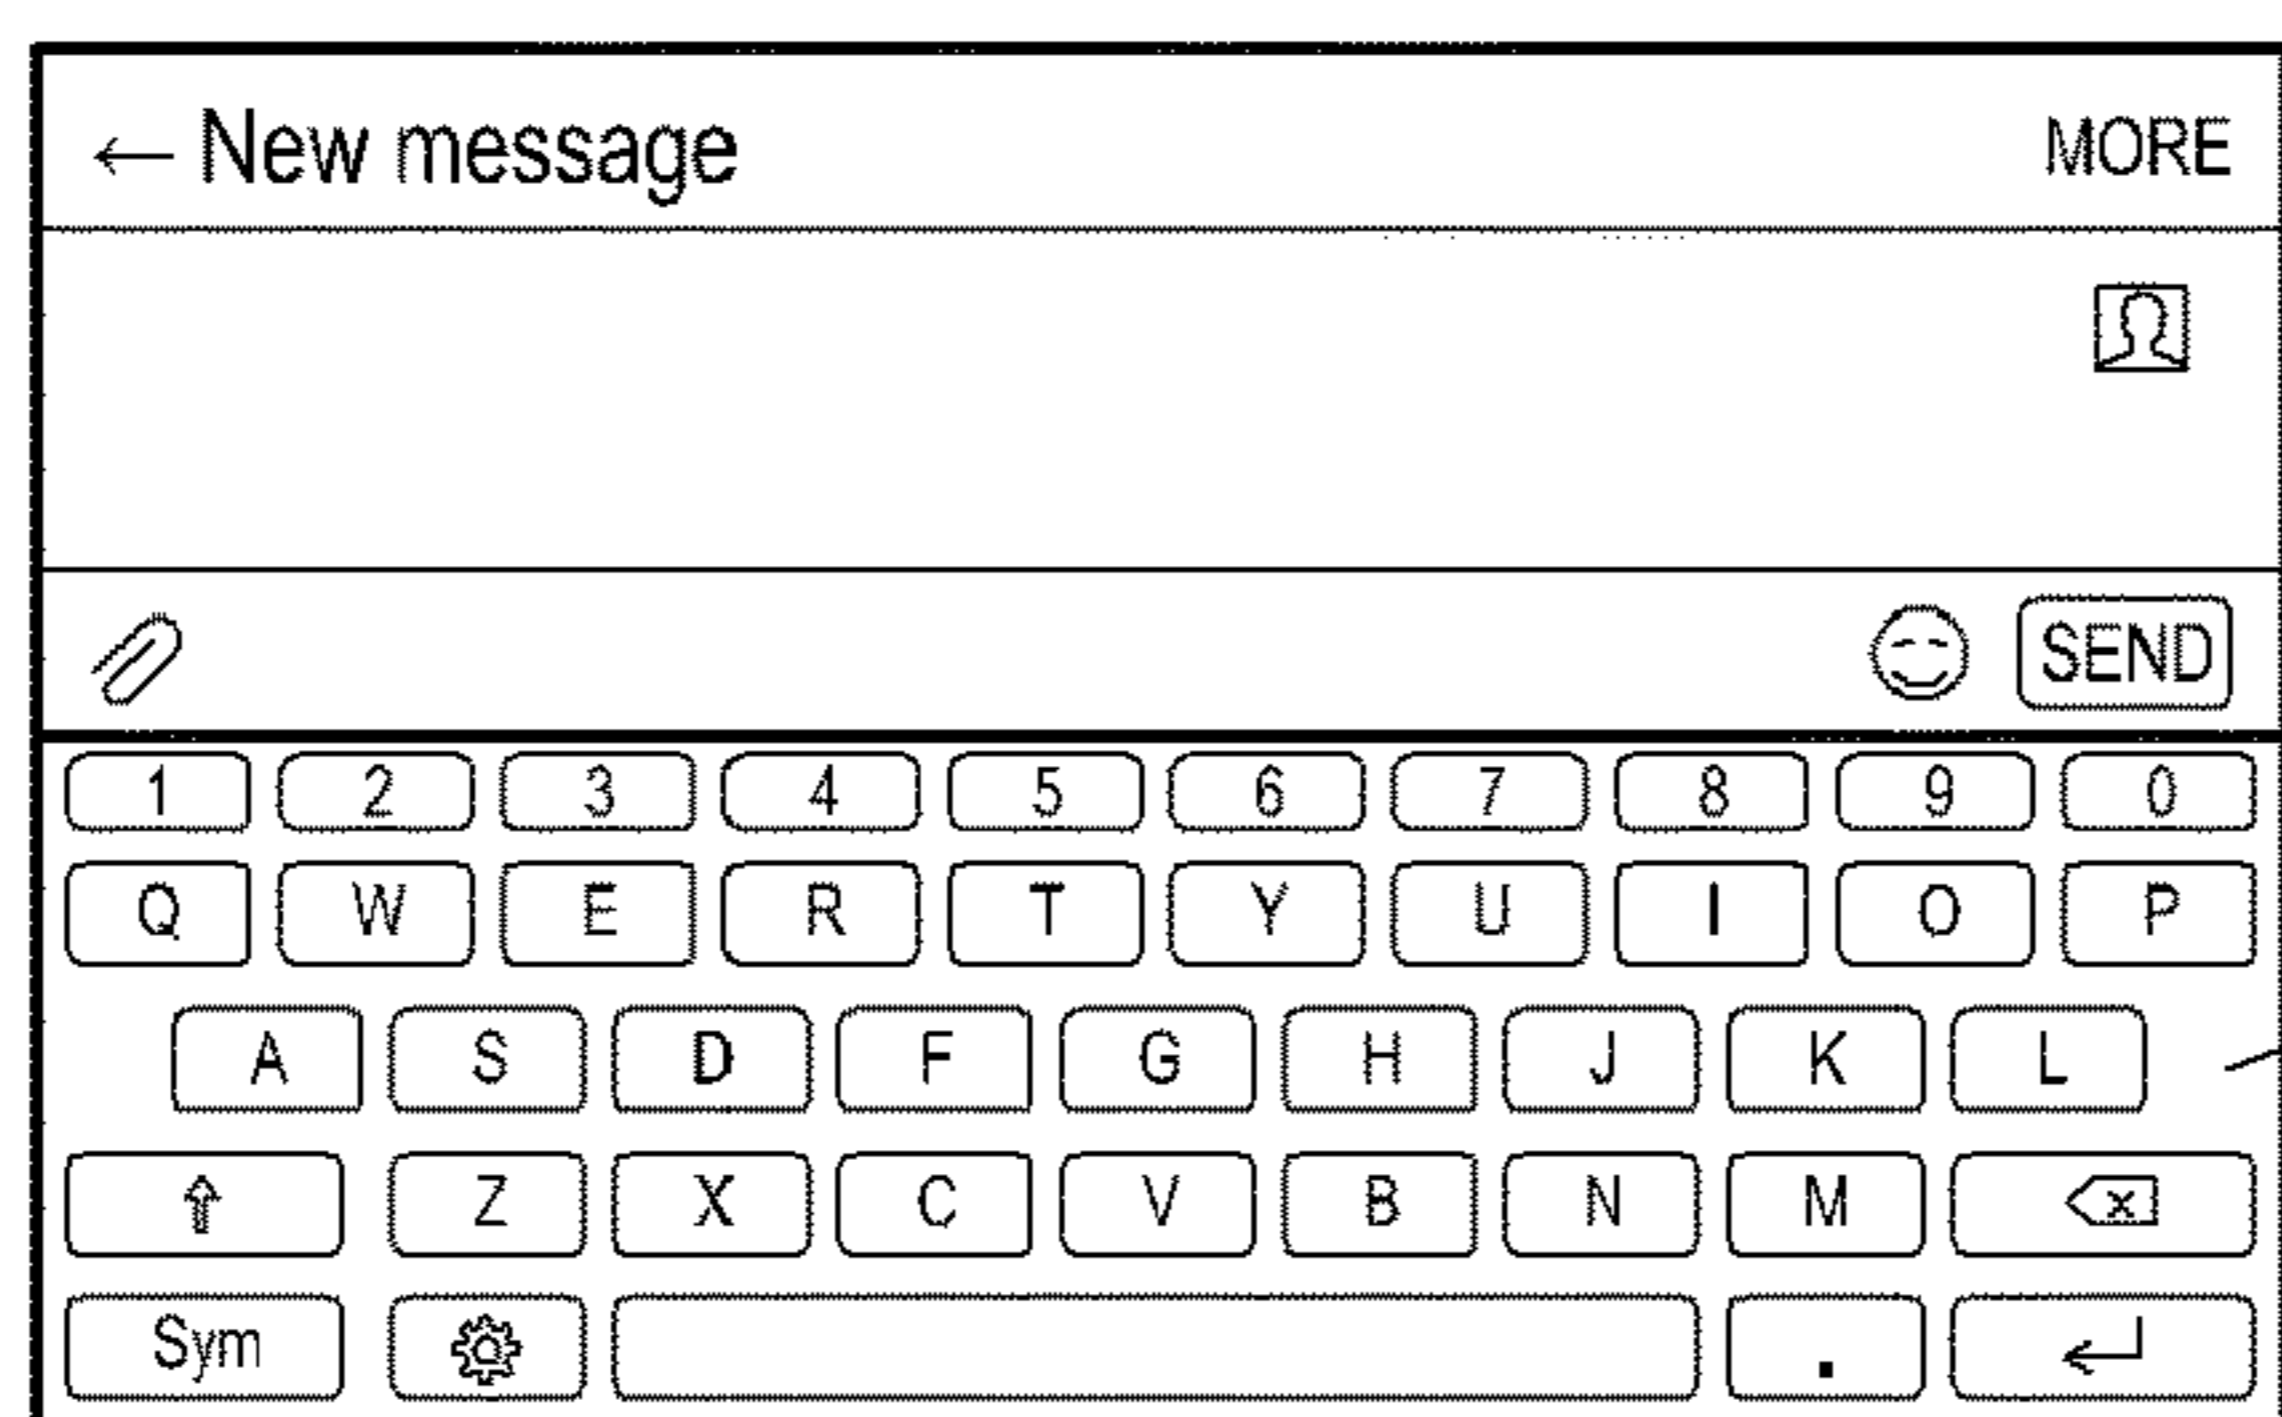 ← New message MORE
SEND
1 2 3 4 5 6 7 8 9 0
Q W E R T Y U I O P
A S D F G H J K L
Z X C V B N M
Sym .